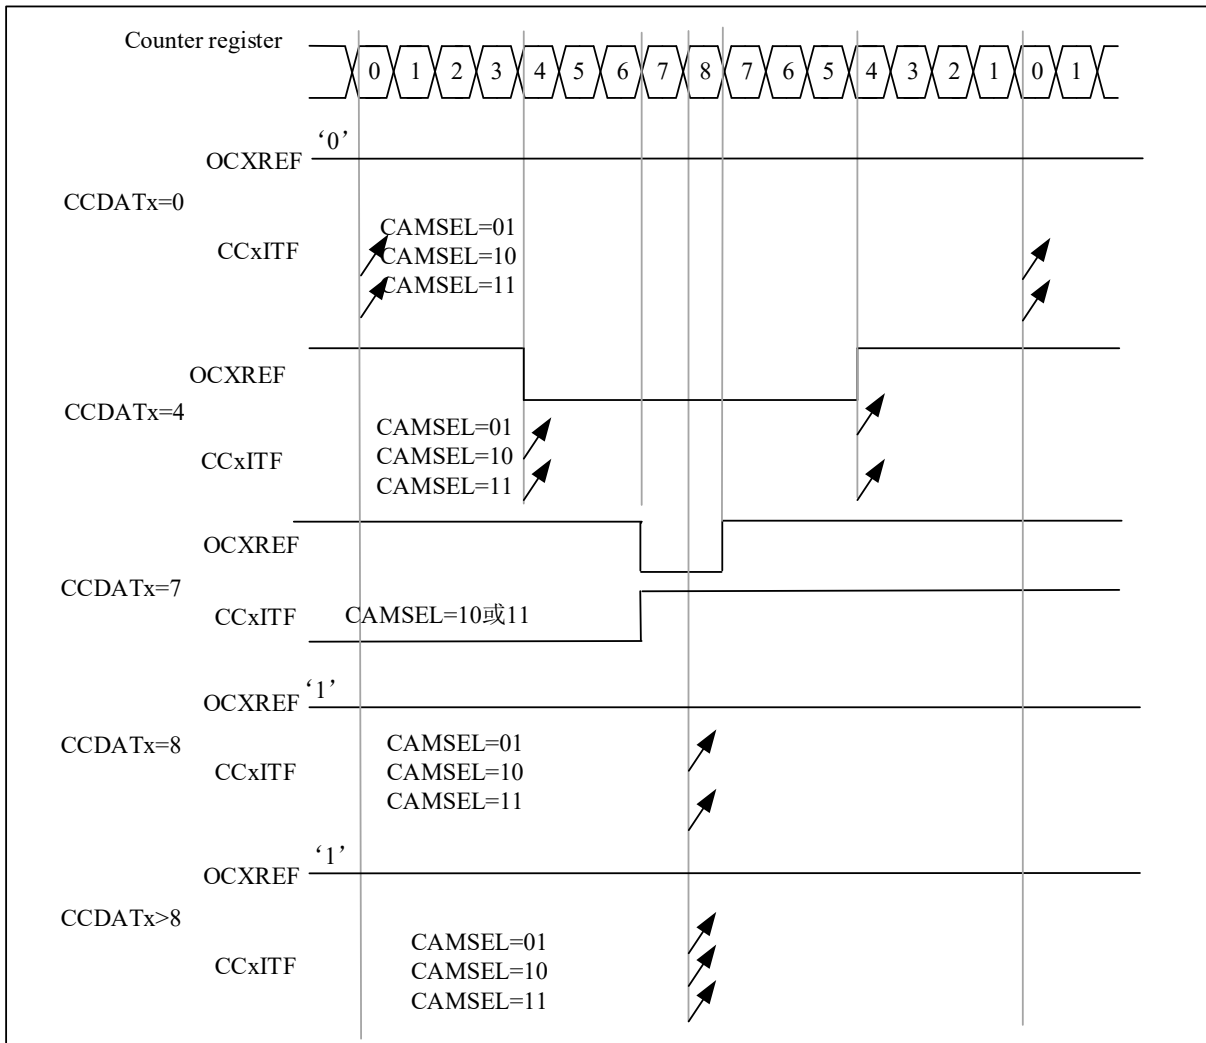 Counter register
0 1 2 3 4 5 6 7 8 7 6 5 4 3 2 1 0 1
‘0’
OCXREF
CCDATx=0
CAMSEL=01
CCxITF
CAMSEL=10
CAMSEL=11
OCXREF
CCDATx=4
CAMSEL=01
CCxITF
CAMSEL=10
CAMSEL=11
OCXREF
CCDATx=7
CCxITF
CAMSEL=10或11
‘1’
OCXREF
CCDATx=8
CAMSEL=01
CCxITF
CAMSEL=10
CAMSEL=11
‘1’
OCXREF
CCDATx>8
CAMSEL=01
CCxITF
CAMSEL=10
CAMSEL=11